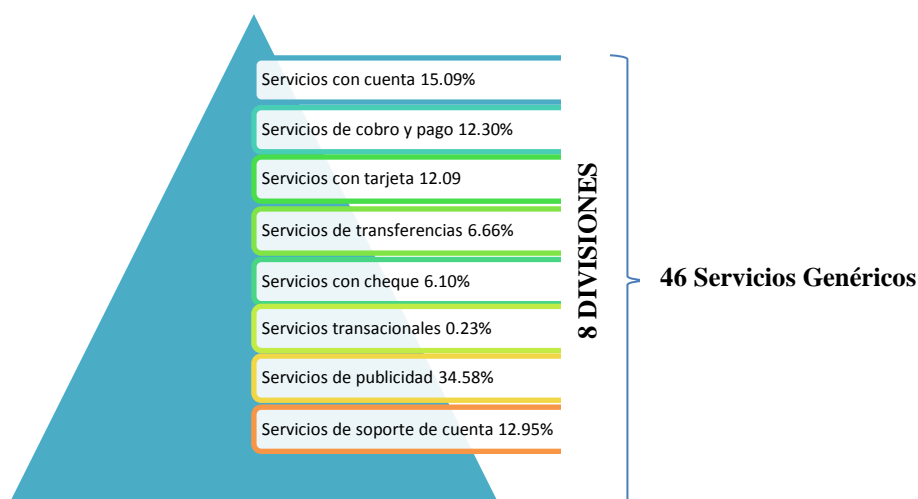 Servicios con cuenta 15.09%
Servicios de cobro y pago 12.30%
Servicios con tarjeta 12.09
Servicios de transferencias 6.66%
Servicios con cheque 6.10%
Servicios transacionales 0.23%
Servicios de publicidad 34.58%
Servicios de soporte de cuenta 12.95%
8 DIVISIONES
46 Servicios Genéricos